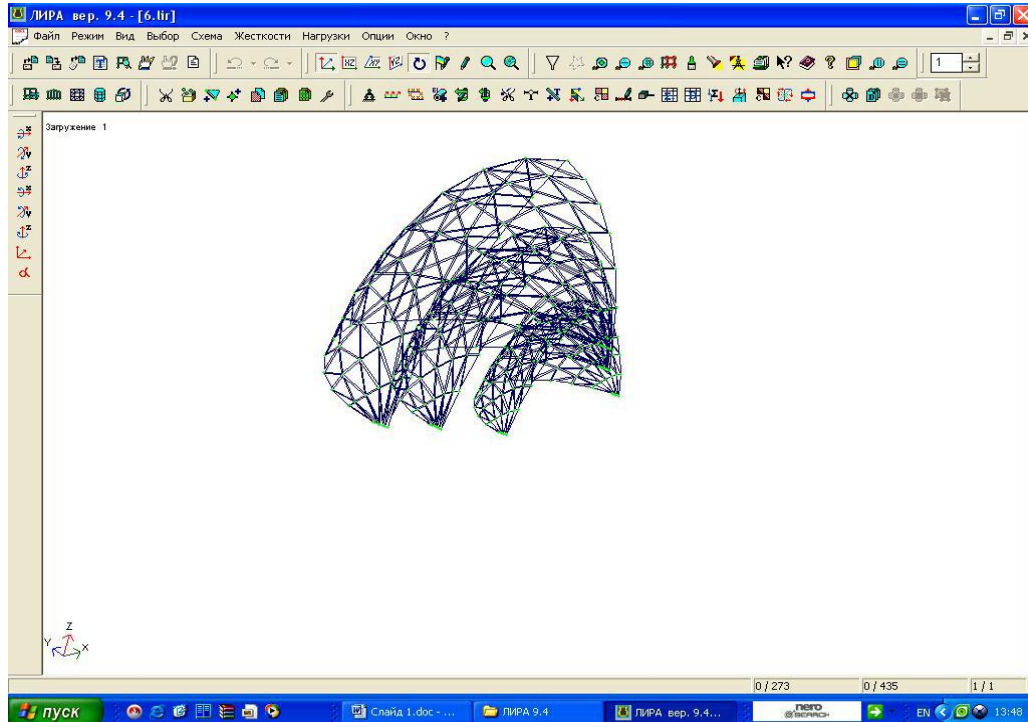 ЛИРА вер. 9.4 - [6.lir]
Файл Режим Вид Выбор Схема Жесткости Нагрузки Опции Окно ?
1
Загружение 1
Z
Y
X
0 / 273 0 / 435 1 / 1
пуск Слайд 1.doc - ... ЛИРА 9.4 ЛИРА вер. 9.4... nero SEARCH EN 13:48